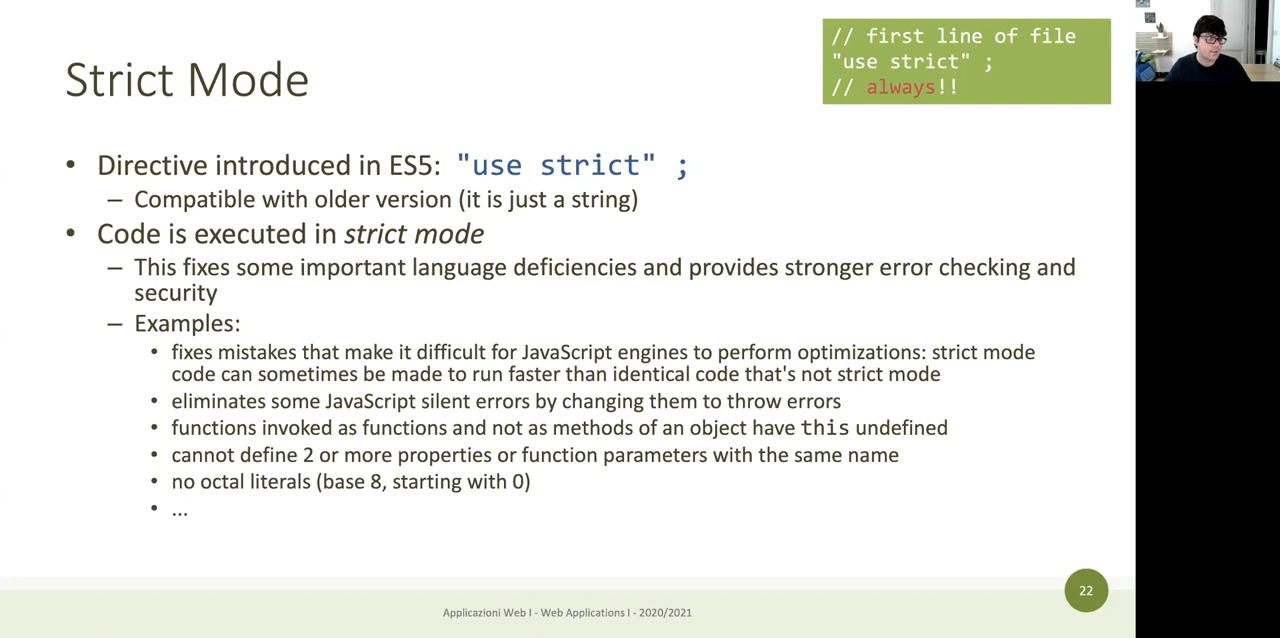 // first line of file
"use strict" ;
// always!!
Strict Mode
• Directive introduced in ES5: "use strict" ;
– Compatible with older version (it is just a string)
• Code is executed in strict mode
– This fixes some important language deficiencies and provides stronger error checking and
security
– Examples:
• fixes mistakes that make it difficult for JavaScript engines to perform optimizations: strict mode
code can sometimes be made to run faster than identical code that's not strict mode
• eliminates some JavaScript silent errors by changing them to throw errors
• functions invoked as functions and not as methods of an object have this undefined
• cannot define 2 or more properties or function parameters with the same name
• no octal literals (base 8, starting with 0)
• ...
22
Applicazioni Web I - Web Applications I - 2020/2021